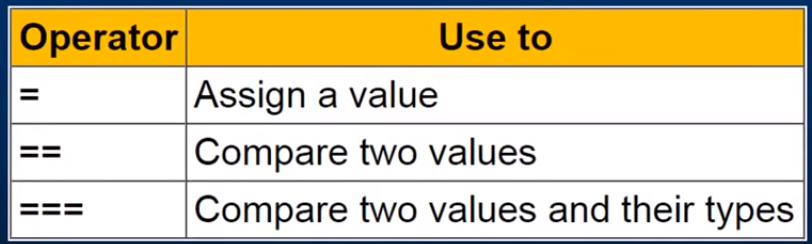 Operator Use to
= Assign a value
== Compare two values
=== Compare two values and their types